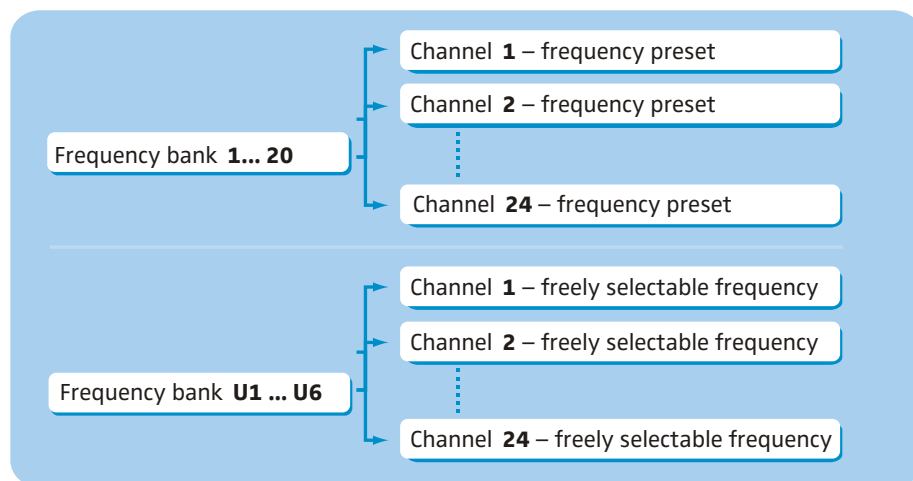 Channel 1 – frequency preset
Channel 2 – frequency preset
Frequency bank 1... 20
Channel 24 – frequency preset
Channel 1 – freely selectable frequency
Channel 2 – freely selectable frequency
Frequency bank U1 ... U6
Channel 24 – freely selectable frequency